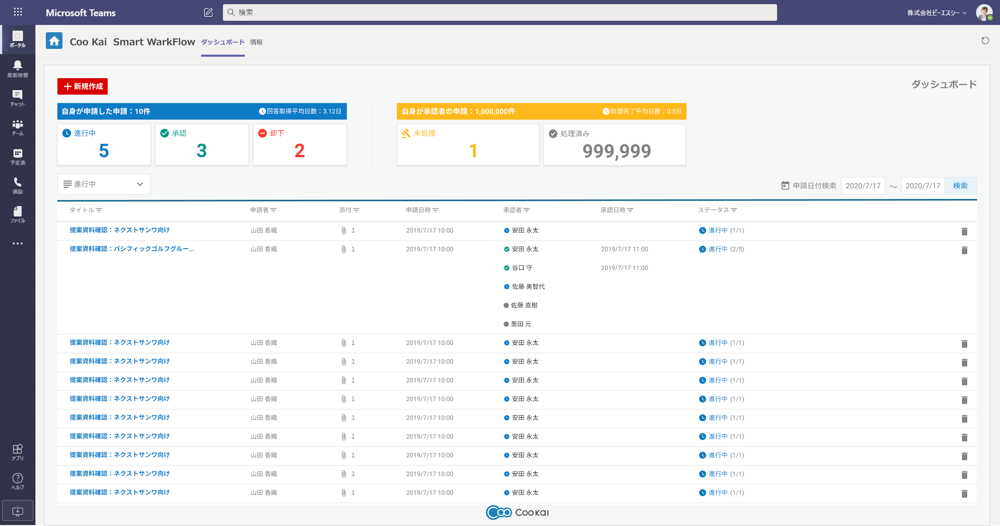 Microsoft Teams
検索
株式会社ピーエスシー
ポータル
最新情報
チャット
チーム
予定表
通話
ファイル
アプリ
ヘルプ
Coo Kai Smart WarkFlow ダッシュボード 情報
新規作成
ダッシュボード
自身が申請した申請：10件 回答取得平均日数：3.12日
進行中
5
承認
3
却下
2
自身が承認者の申請：1,000,000件 処理完了平均日数：0.5日
未処理
1
処理済み
999,999
進行中
申請日付検索 2020/7/17 ～ 2020/7/17 検索
タイトル 申請者 添付 申請日時 承認者 承認日時 ステータス
提案資料確認：ネクストサンワ向け 山田 香織 1 2019/7/17 10:00 安田 永太 進行中 (1/1)
提案資料確認：パシフィックゴルフグルー... 山田 香織 1 2019/7/17 10:00 安田 永太 2019/7/17 11:00 進行中 (2/5)
谷口 守 2019/7/17 11:00
佐藤 美智代
佐藤 直樹
墨田 元
提案資料確認：ネクストサンワ向け 山田 香織 1 2019/7/17 10:00 安田 永太 進行中 (1/1)
提案資料確認：ネクストサンワ向け 山田 香織 1 2019/7/17 10:00 安田 永太 進行中 (1/1)
提案資料確認：ネクストサンワ向け 山田 香織 1 2019/7/17 10:00 安田 永太 進行中 (1/1)
提案資料確認：ネクストサンワ向け 山田 香織 1 2019/7/17 10:00 安田 永太 進行中 (1/1)
提案資料確認：ネクストサンワ向け 山田 香織 1 2019/7/17 10:00 安田 永太 進行中 (1/1)
提案資料確認：ネクストサンワ向け 山田 香織 1 2019/7/17 10:00 安田 永太 進行中 (1/1)
提案資料確認：ネクストサンワ向け 山田 香織 1 2019/7/17 10:00 安田 永太 進行中 (1/1)
提案資料確認：ネクストサンワ向け 山田 香織 1 2019/7/17 10:00 安田 永太 進行中 (1/1)
提案資料確認：ネクストサンワ向け 山田 香織 1 2019/7/17 10:00 安田 永太 進行中 (1/1)
Coo KAI